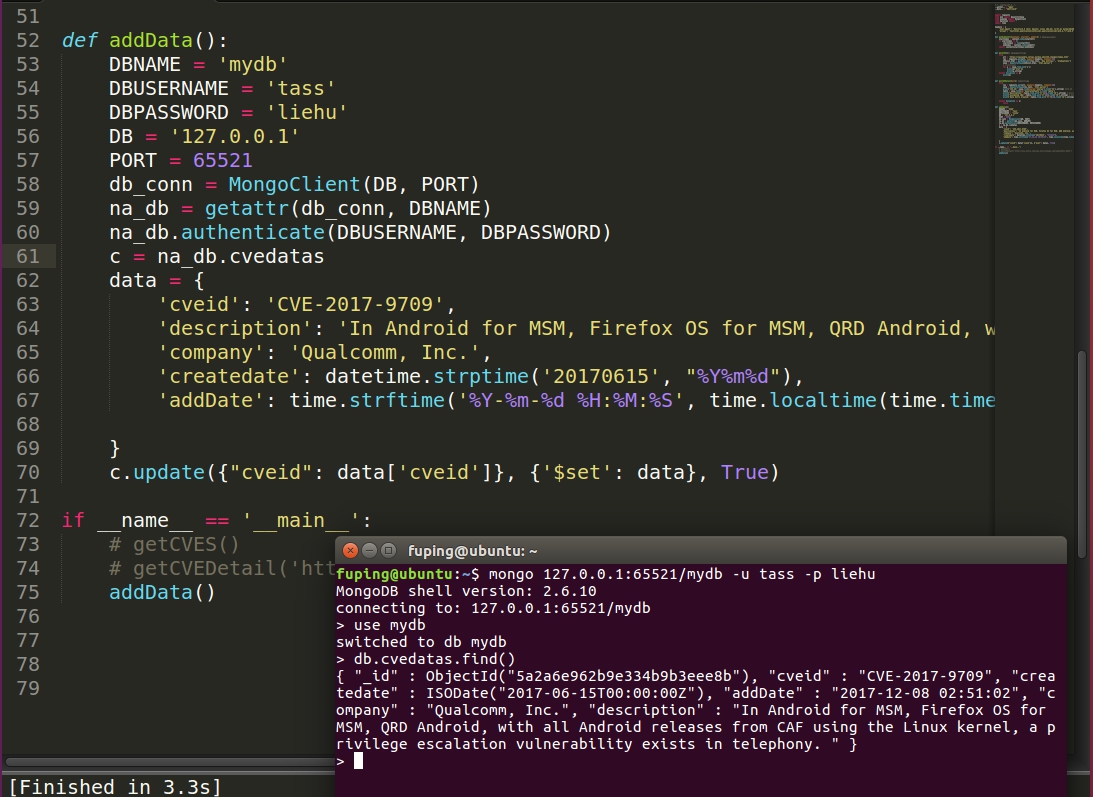 51
52 def addData():
53     DBNAME = 'mydb'
54     DBUSERNAME = 'tass'
55     DBPASSWORD = 'liehu'
56     DB = '127.0.0.1'
57     PORT = 65521
58     db_conn = MongoClient(DB, PORT)
59     na_db = getattr(db_conn, DBNAME)
60     na_db.authenticate(DBUSERNAME, DBPASSWORD)
61     c = na_db.cvedatas
62     data = {
63         'cveid': 'CVE-2017-9709',
64         'description': 'In Android for MSM, Firefox OS for MSM, QRD Android, w
65         'company': 'Qualcomm, Inc.',
66         'createdate': datetime.strptime('20170615', "%Y%m%d"),
67         'addDate': time.strftime('%Y-%m-%d %H:%M:%S', time.localtime(time.time
68
69     }
70     c.update({"cveid": data['cveid']}, {'$set': data}, True)
71
72 if __name__ == '__main__':
73     # getCVES()
74     # getCVEDetail('htt
75     addData()
76
77
78
79
[Finished in 3.3s]
fuping@ubuntu: ~
fuping@ubuntu:~$ mongo 127.0.0.1:65521/mydb -u tass -p liehu
MongoDB shell version: 2.6.10
connecting to: 127.0.0.1:65521/mydb
> use mydb
switched to db mydb
> db.cvedatas.find()
{ "_id" : ObjectId("5a2a6e962b9e334b9b3eee8b"), "cveid" : "CVE-2017-9709", "crea
tedate" : ISODate("2017-06-15T00:00:00Z"), "addDate" : "2017-12-08 02:51:02", "c
ompany" : "Qualcomm, Inc.", "description" : "In Android for MSM, Firefox OS for
MSM, QRD Android, with all Android releases from CAF using the Linux kernel, a p
rivilege escalation vulnerability exists in telephony. " }
>